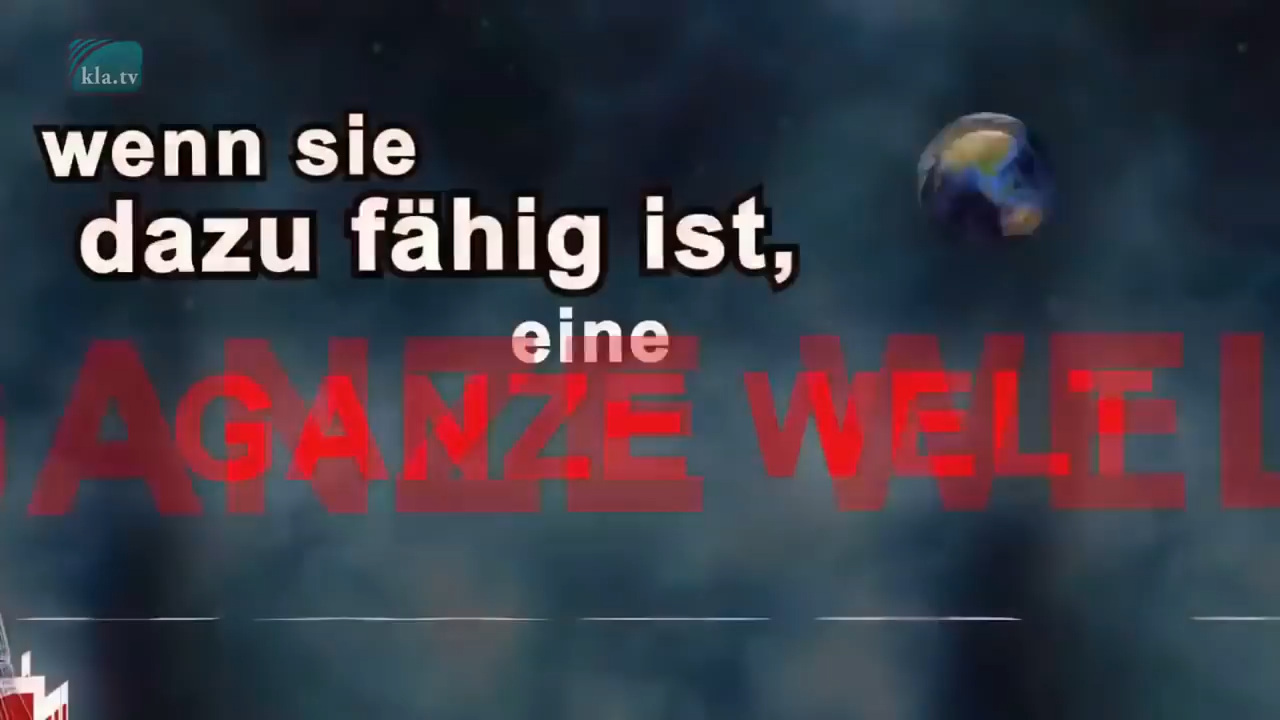 kla.tv
wenn sie
dazu fähig ist,
eine
GANZE WELT